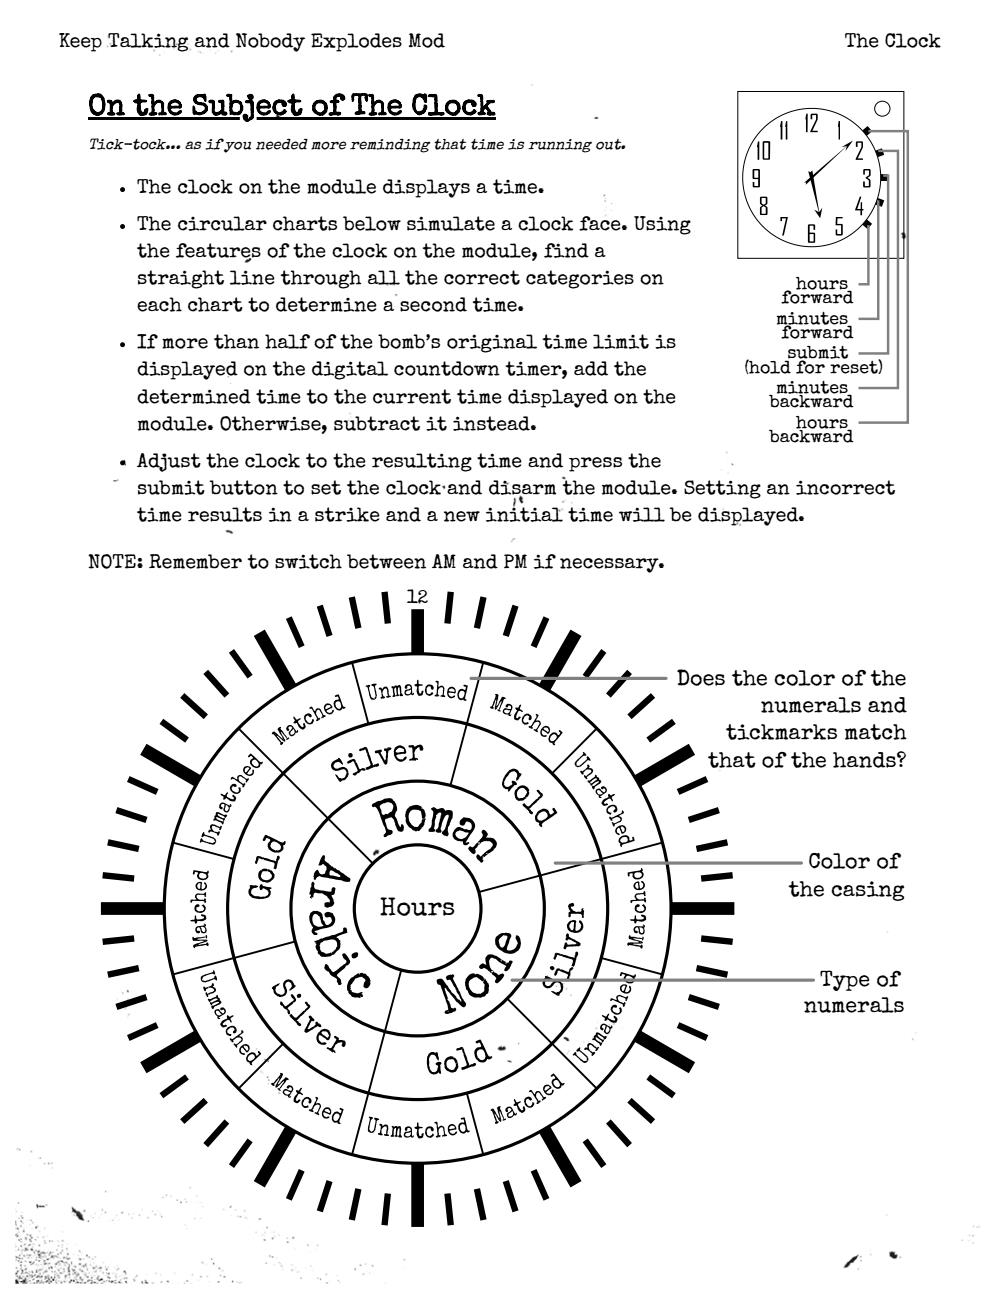 Keep Talking and Nobody Explodes Mod
The Clock
On the Subject of The Clock
Tick-tock... as if you needed more reminding that time is running out.
• The clock on the module displays a time.
• The circular charts below simulate a clock face. Using
the features of the clock on the module, find a
straight line through all the correct categories on
each chart to determine a second time.
• If more than half of the bomb's original time limit is
displayed on the digital countdown timer, add the
determined time to the current time displayed on the
module. Otherwise, subtract it instead.
• Adjust the clock to the resulting time and press the
submit button to set the clock and disarm the module. Setting an incorrect
time results in a strike and a new initial time will be displayed.
NOTE: Remember to switch between AM and PM if necessary.
12
1
2
3
4
5
6
7
8
9
10
11
hours
forward
minutes
forward
submit
(hold for reset)
minutes
backward
hours
backward
12
Unmatched
Matched
Unmatched
Matched
Unmatched
Matched
Unmatched
Matched
Unmatched
Matched
Unmatched
Matched
Silver
Gold
Silver
Gold
Silver
Gold
Roman
None
Arabic
Hours
Does the color of the
numerals and
tickmarks match
that of the hands?
Color of
the casing
Type of
numerals